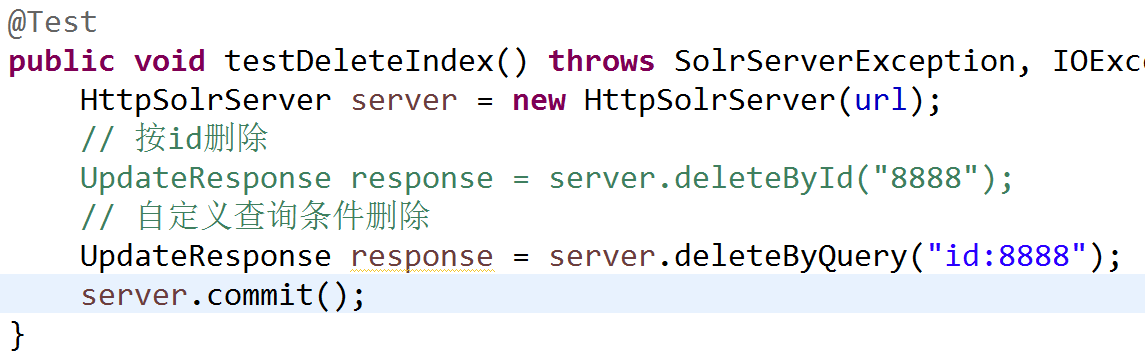 @Test
public void testDeleteIndex() throws SolrServerException, IOExc
HttpSolrServer server = new HttpSolrServer(url);
// 按id删除
UpdateResponse response = server.deleteById("8888");
// 自定义查询条件删除
UpdateResponse response = server.deleteByQuery("id:8888");
server.commit();
}